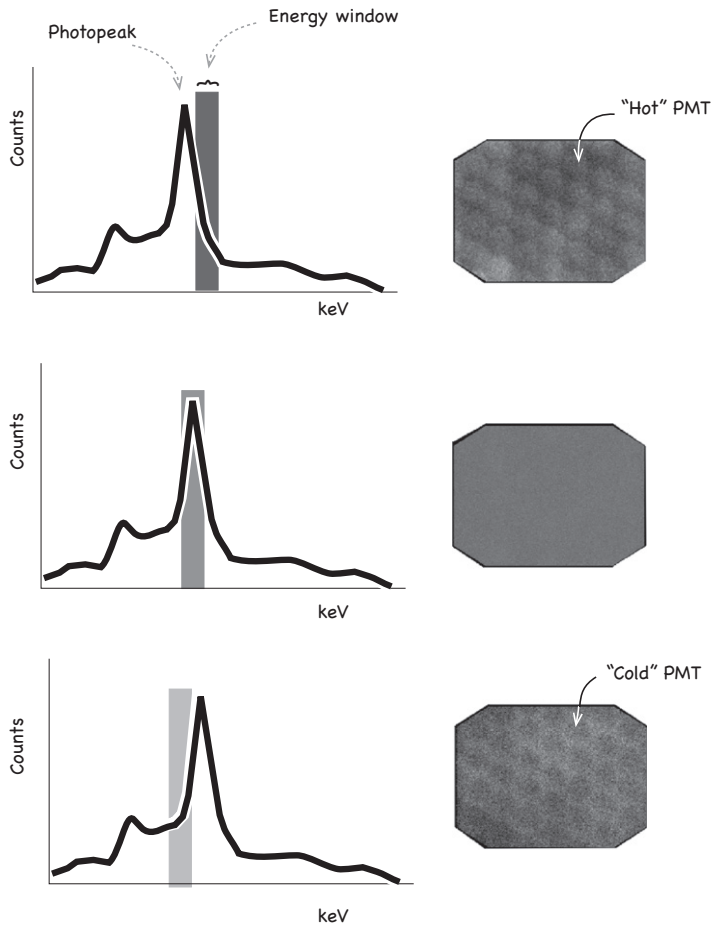 Energy window
Photopeak
Counts
“Hot” PMT
keV
Counts
keV
“Cold” PMT
Counts
keV